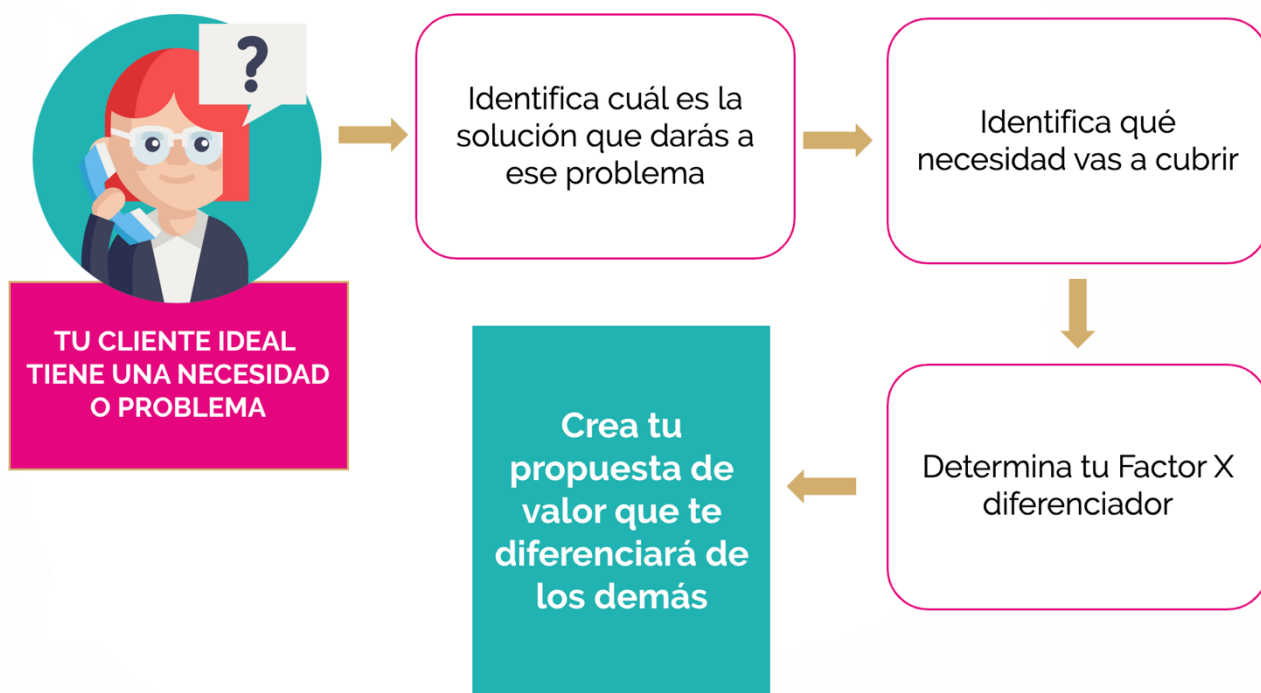 ?
TU CLIENTE IDEAL
TIENE UNA NECESIDAD
O PROBLEMA
Identifica cuál es la
solución que darás a
ese problema
Identifica qué
necesidad vas a cubrir
Determina tu Factor X
diferenciador
Crea tu
propuesta de
valor que te
diferenciará de
los demás